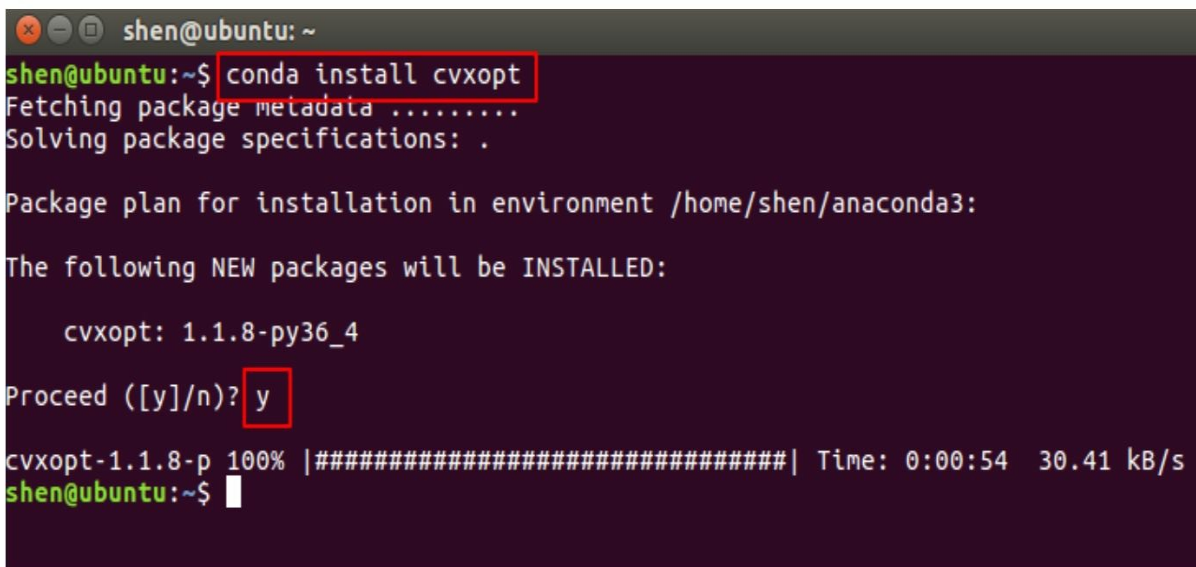 shen@ubuntu: ~
shen@ubuntu:~$ conda install cvxopt
Fetching package metadata .........
Solving package specifications: .
Package plan for installation in environment /home/shen/anaconda3:
The following NEW packages will be INSTALLED:
cvxopt: 1.1.8-py36_4
Proceed ([y]/n)? y
cvxopt-1.1.8-p 100% |################################| Time: 0:00:54  30.41 kB/s
shen@ubuntu:~$